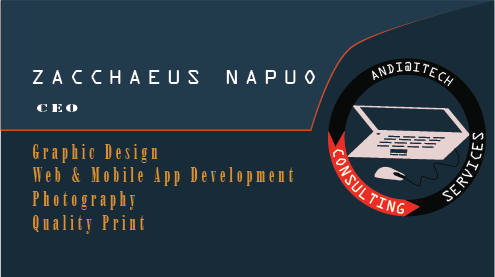 ZACCHAEUS NAPUO
CEO
Graphic Design
Web & Mobile App Development
Photography
Quality Print
ANDI@ITECH
CONSULTING
SERVICES